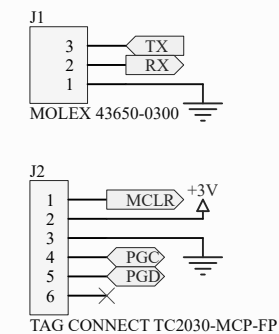 J1
3 TX
2 RX
1
MOLEX 43650-0300
J2
1 MCLR +3V
2
3
4 PGC
5 PGD
6
TAG CONNECT TC2030-MCP-FP